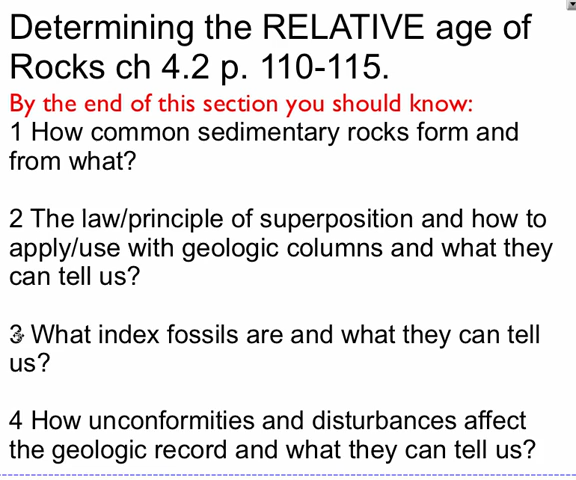 Determining the RELATIVE age of
Rocks ch 4.2 p. 110-115.
By the end of this section you should know:
1 How common sedimentary rocks form and
from what?
2 The law/principle of superposition and how to
apply/use with geologic columns and what they
can tell us?
3 What index fossils are and what they can tell
us?
4 How unconformities and disturbances affect
the geologic record and what they can tell us?